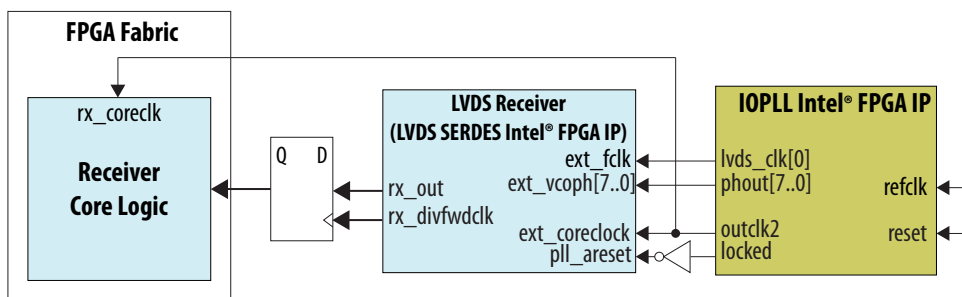 FPGA Fabric
rx_coreclk
Receiver
Core Logic
Q D
LVDS Receiver
(LVDS SERDES Intel® FPGA IP)
ext_fclk
ext_vcoph[7..0]
rx_out
rx_divfwdclk
ext_coreclock
pll_areset
IOPLL Intel® FPGA IP
lvds_clk[0]
phout[7..0]
refclk
outclk2
reset
locked